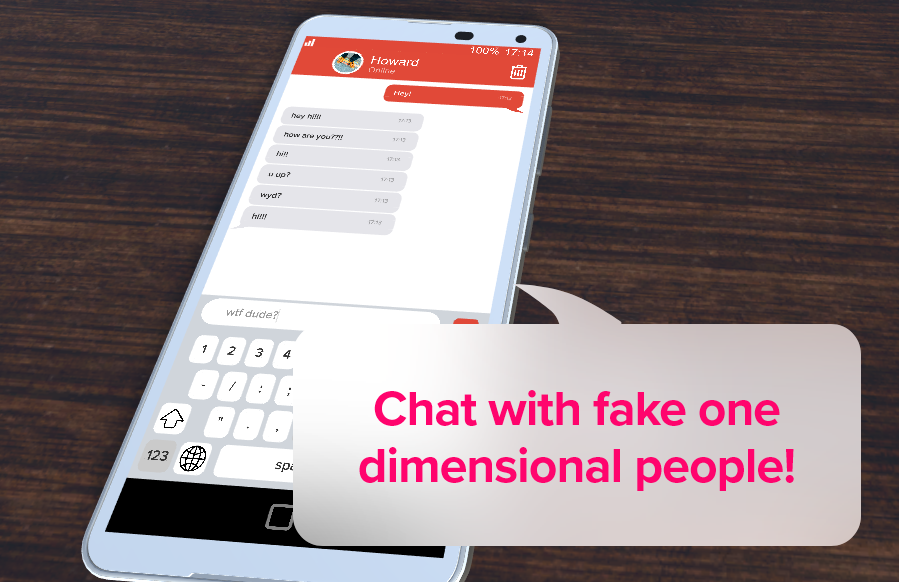 100% 17:14
Howard
Online
Hey! 17:13
hey hi!!! 17:13
how are you??!! 17:13
hi!! 17:14
u up? 17:13
wyd? 17:13
hi!!! 17:14
wtf dude?
1 2 3 4
- / : ;
" . ,
123
Chat with fake one
dimensional people!